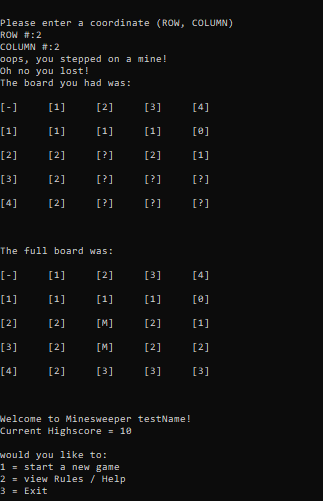 Please enter a coordinate (ROW, COLUMN)
ROW #:2
COLUMN #:2
oops, you stepped on a mine!
Oh no you lost!
The board you had was:
[-] [1] [2] [3] [4]
[1] [1] [1] [1] [0]
[2] [2] [?] [2] [1]
[3] [2] [?] [?] [?]
[4] [2] [?] [?] [?]
The full board was:
[-] [1] [2] [3] [4]
[1] [1] [1] [1] [0]
[2] [2] [M] [2] [1]
[3] [2] [M] [2] [2]
[4] [2] [3] [3] [3]
Welcome to Minesweeper testName!
Current Highscore = 10
would you like to:
1 = start a new game
2 = view Rules / Help
3 = Exit